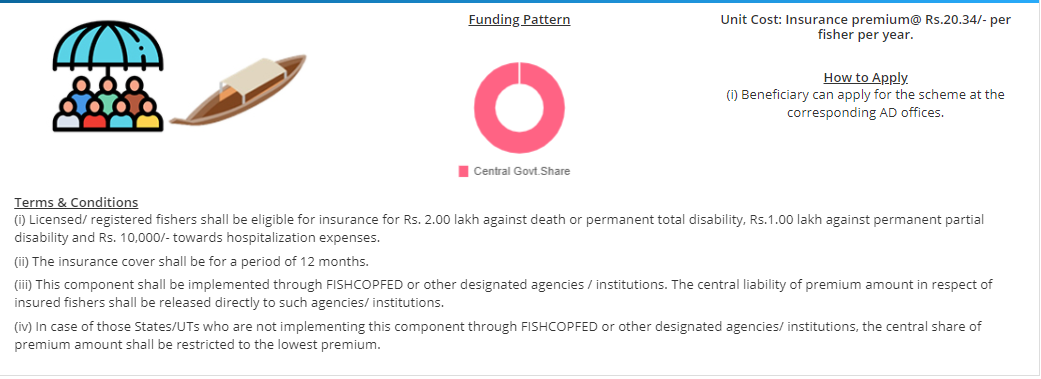 Funding Pattern
Central Govt.Share
Unit Cost: Insurance premium@ Rs.20.34/- per
fisher per year.
How to Apply
(i) Beneficiary can apply for the scheme at the
corresponding AD offices.
Terms & Conditions
(i) Licensed/ registered fishers shall be eligible for insurance for Rs. 2.00 lakh against death or permanent total disability, Rs.1.00 lakh against permanent partial
disability and Rs. 10,000/- towards hospitalization expenses.
(ii) The insurance cover shall be for a period of 12 months.
(iii) This component shall be implemented through FISHCOPFED or other designated agencies / institutions. The central liability of premium amount in respect of
insured fishers shall be released directly to such agencies/ institutions.
(iv) In case of those States/UTs who are not implementing this component through FISHCOPFED or other designated agencies/ institutions, the central share of
premium amount shall be restricted to the lowest premium.